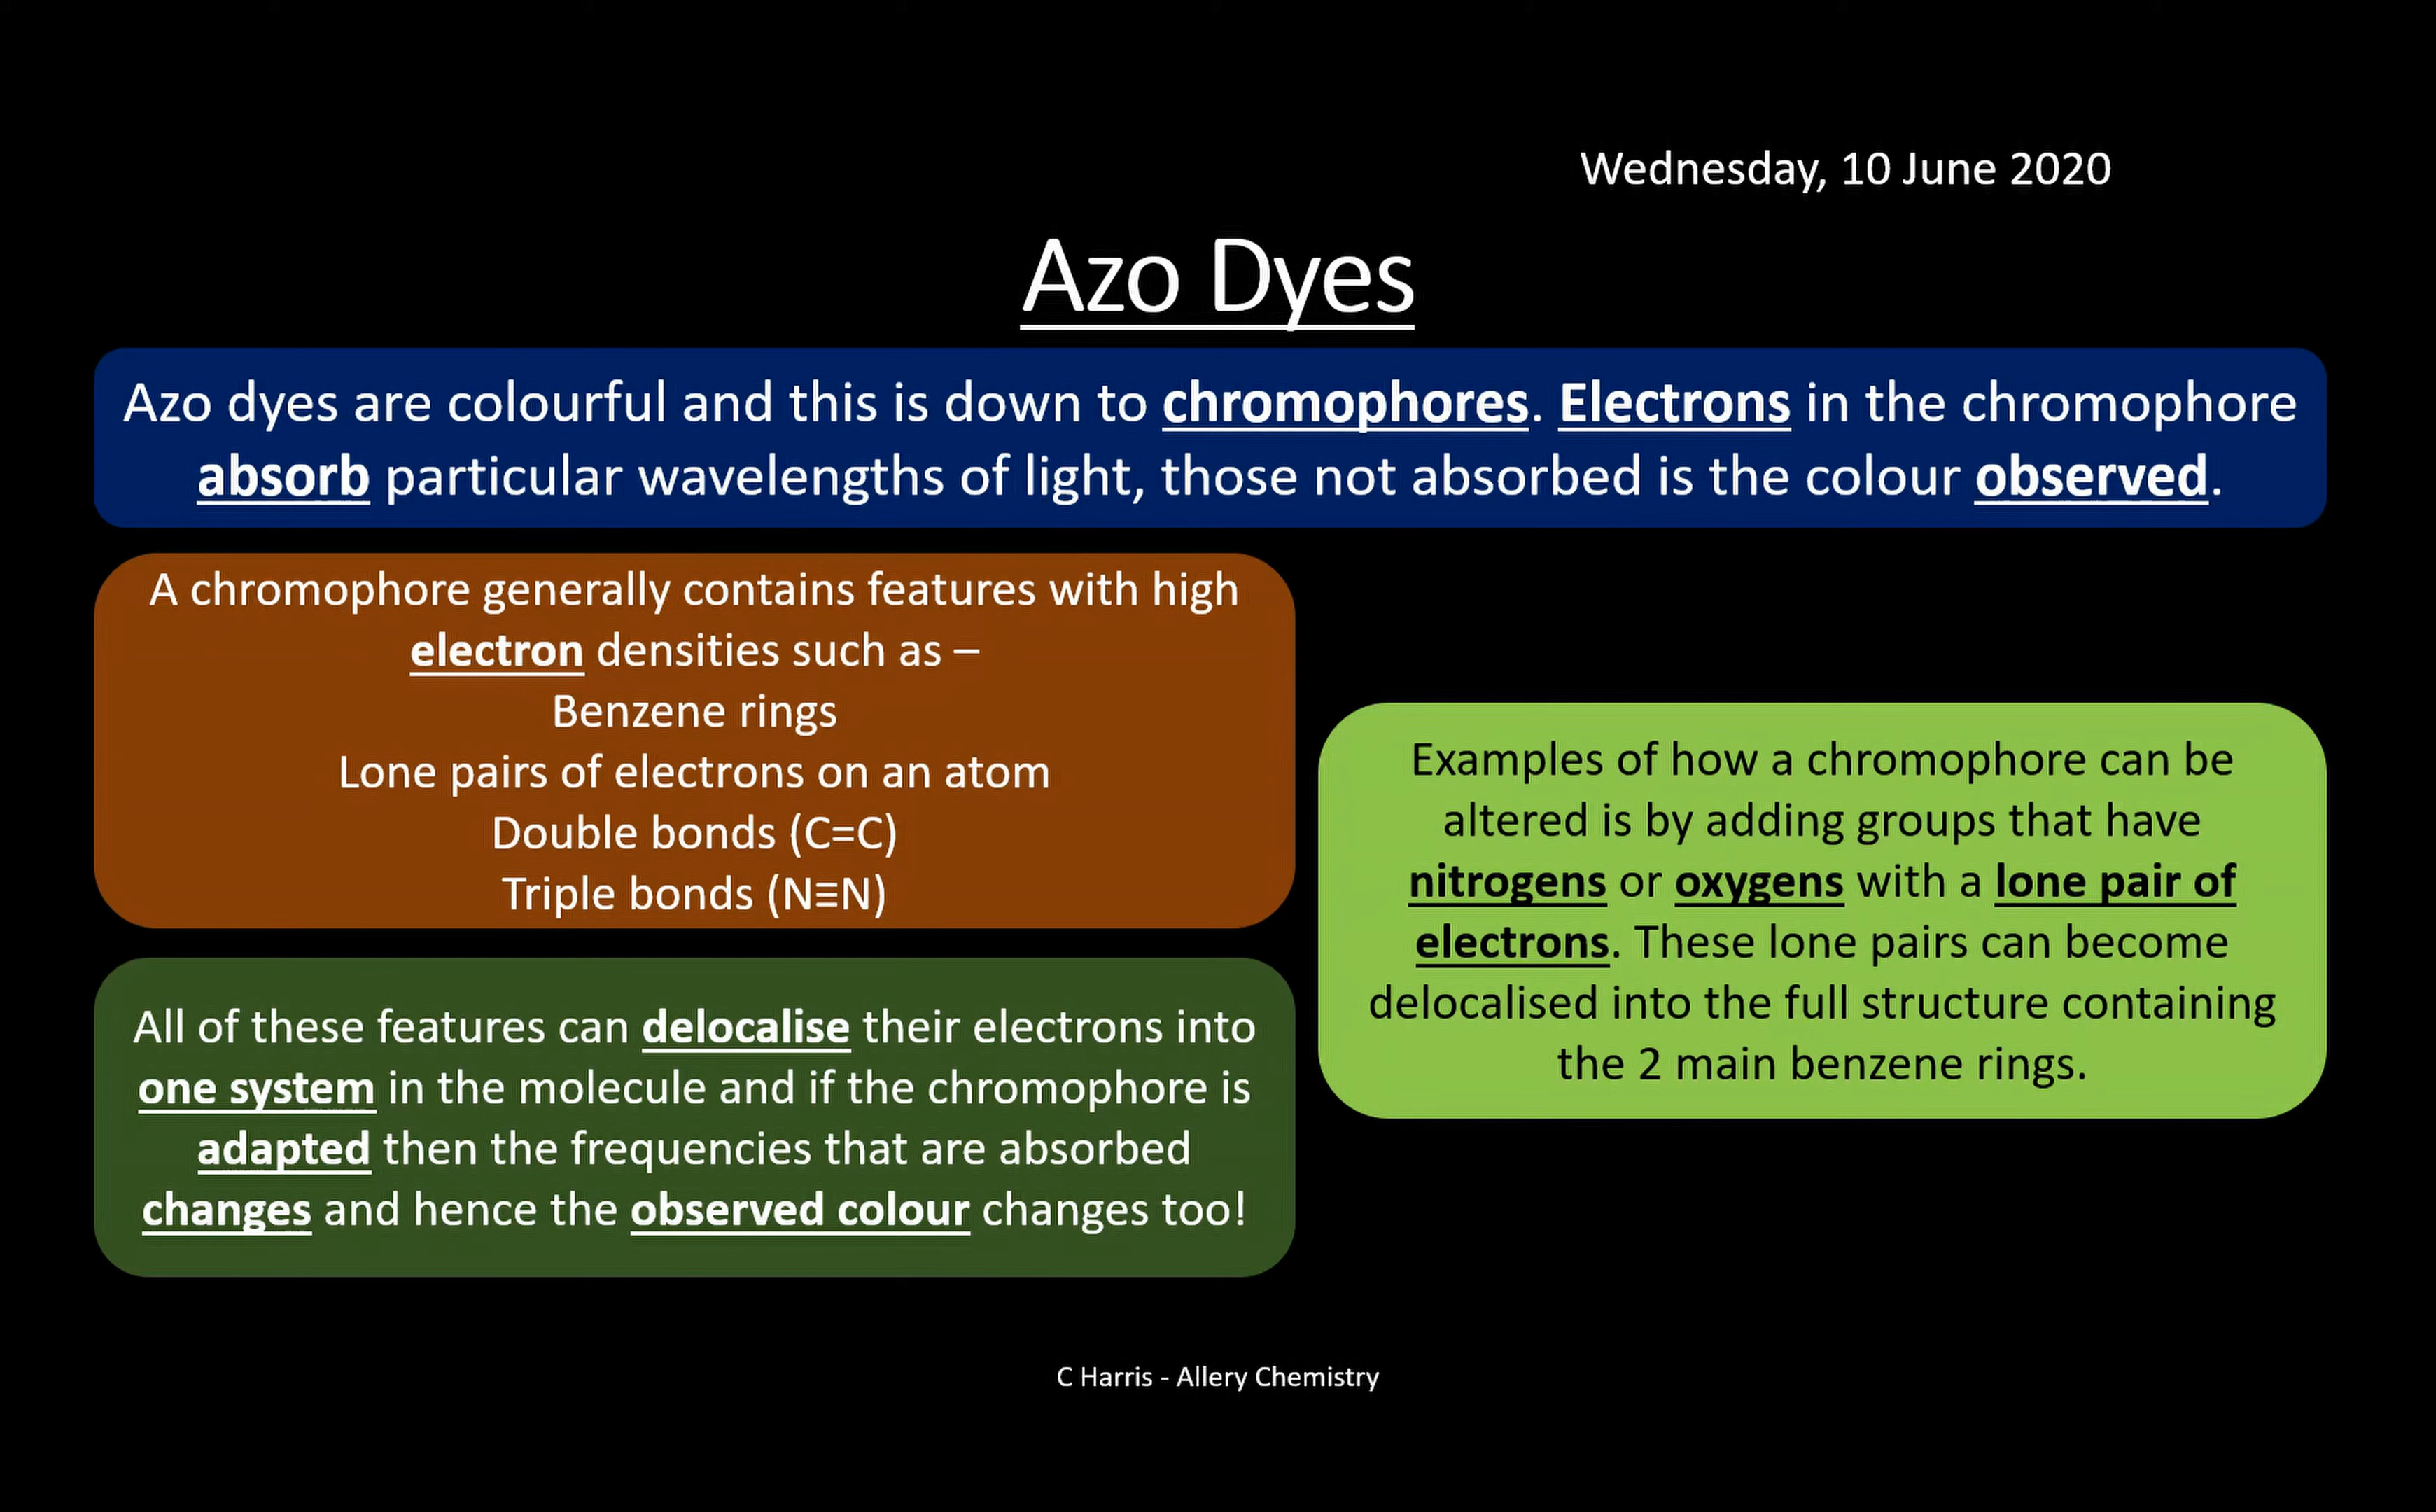 Wednesday, 10 June 2020
Azo Dyes
Azo dyes are colourful and this is down to chromophores. Electrons in the chromophore
absorb particular wavelengths of light, those not absorbed is the colour observed.
A chromophore generally contains features with high
electron densities such as –
Benzene rings
Lone pairs of electrons on an atom
Double bonds (C=C)
Triple bonds (N≡N)
All of these features can delocalise their electrons into
one system in the molecule and if the chromophore is
adapted then the frequencies that are absorbed
changes and hence the observed colour changes too!
Examples of how a chromophore can be
altered is by adding groups that have
nitrogens or oxygens with a lone pair of
electrons. These lone pairs can become
delocalised into the full structure containing
the 2 main benzene rings.
C Harris - Allery Chemistry